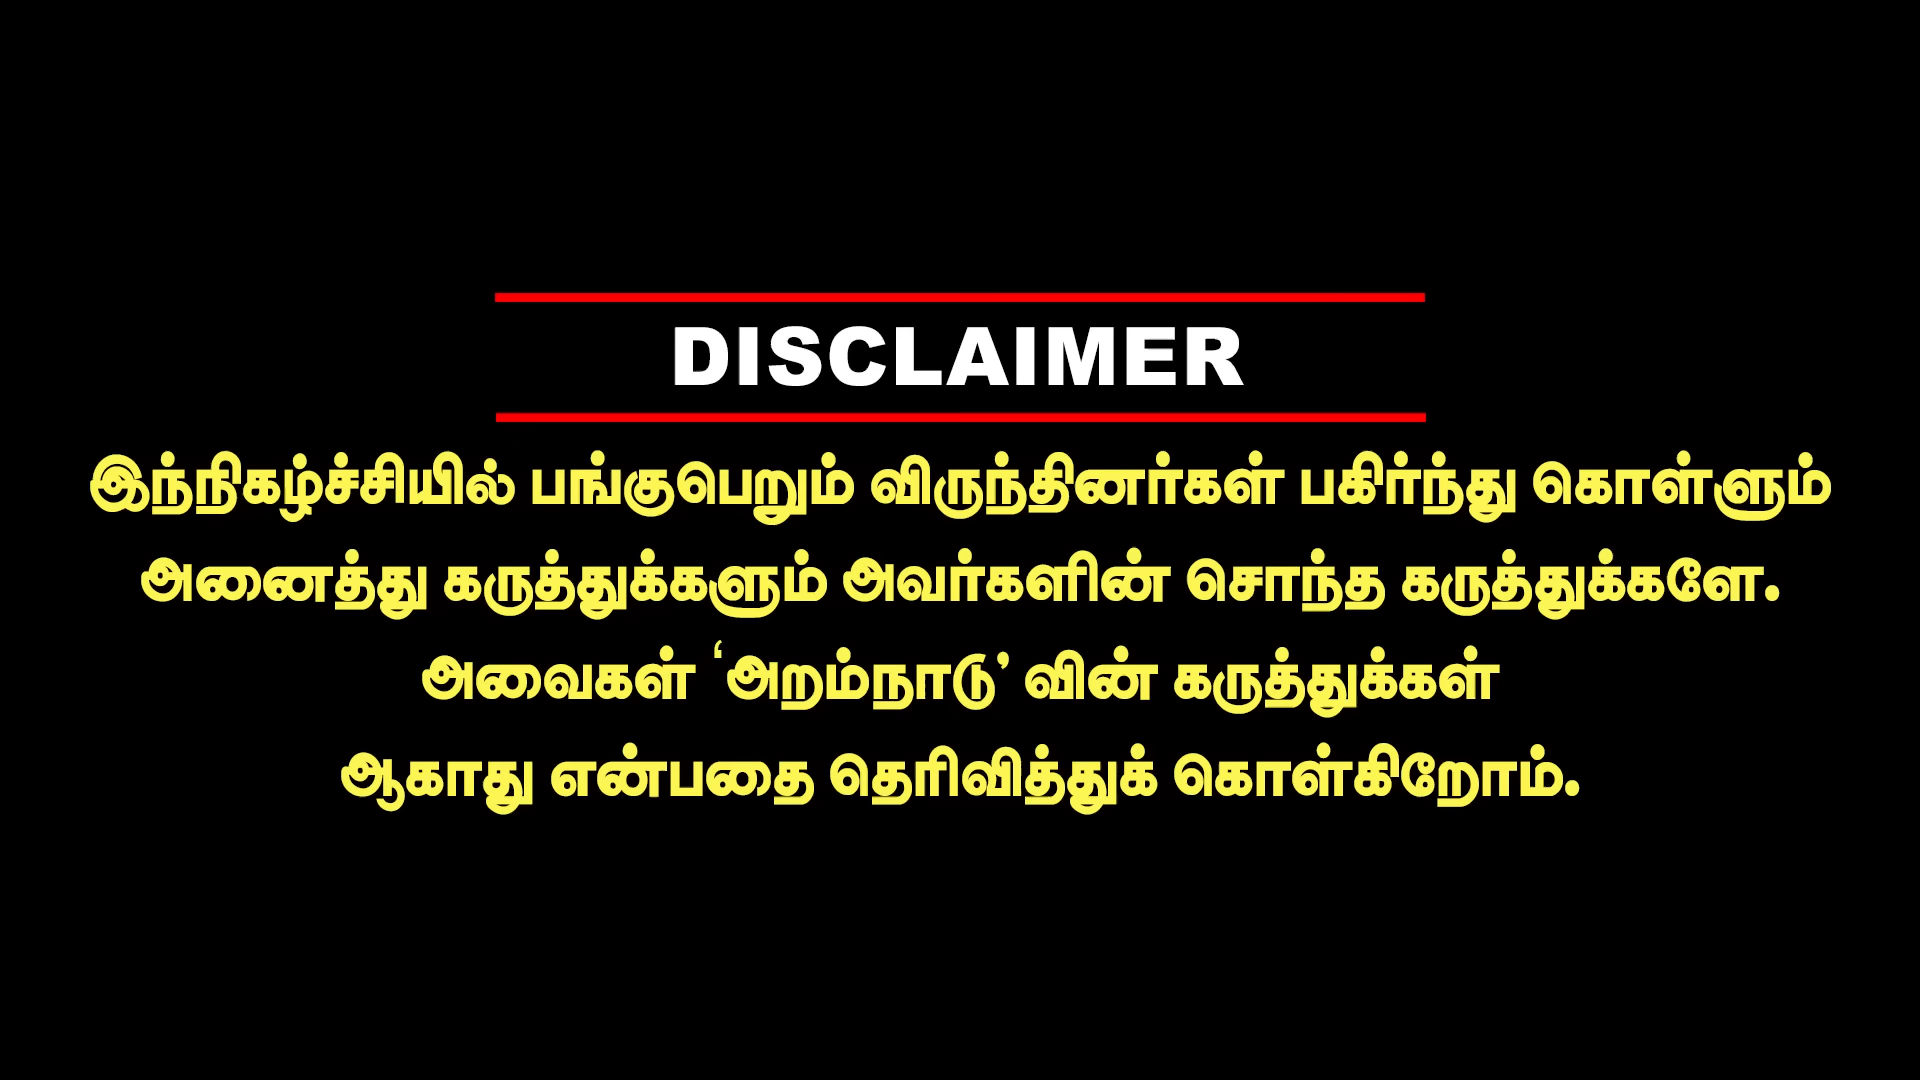 DISCLAIMER
இந்நிகழ்ச்சியில் பங்குபெறும் விருந்தினர்கள் பகிர்ந்து கொள்ளும்
அனைத்து கருத்துக்களும் அவர்களின் சொந்த கருத்துக்களே.
அவைகள் ‘அறம்நாடு’ வின் கருத்துக்கள்
ஆகாது என்பதை தெரிவித்துக் கொள்கிறோம்.